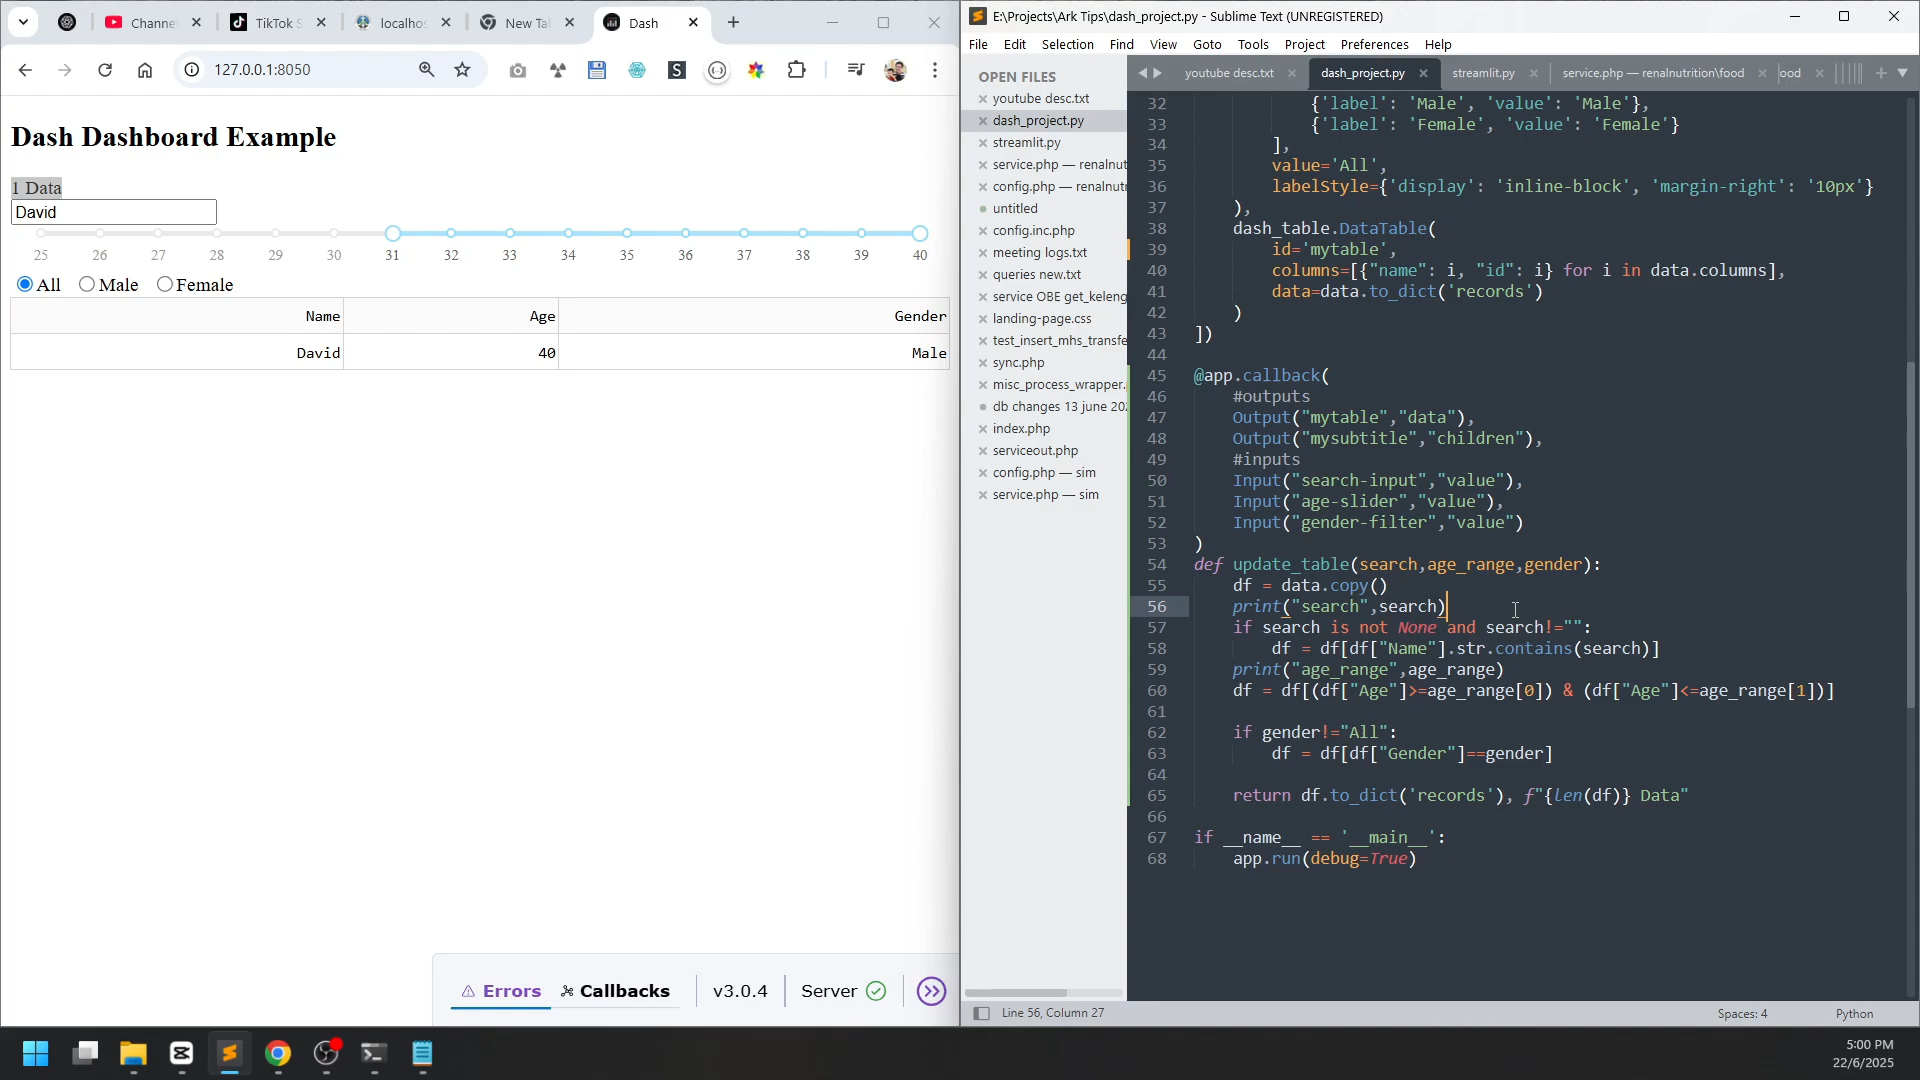 Channe
TikTok S
localhos
New Tab
Dash
127.0.0.1:8050
Dash Dashboard Example
1 Data
David
25 26 27 28 29 30 31 32 33 34 35 36 37 38 39 40
All Male Female
Name Age Gender
David 40 Male
Errors Callbacks v3.0.4 Server
E:\Projects\Ark Tips\dash_project.py - Sublime Text (UNREGISTERED)
File Edit Selection Find View Goto Tools Project Preferences Help
OPEN FILES
youtube desc.txt
dash_project.py
streamlit.py
service.php — renalnut
config.php — renalnutr
untitled
config.inc.php
meeting logs.txt
queries new.txt
service OBE get_keleng
landing-page.css
test_insert_mhs_transfe
sync.php
misc_process_wrapper.
db changes 13 june 202
index.php
serviceout.php
config.php — sim
service.php — sim
youtube desc.txt dash_project.py streamlit.py service.php — renalnutrition\food ood
32 {'label': 'Male', 'value': 'Male'},
33 {'label': 'Female', 'value': 'Female'}
34 ],
35 value='All',
36 labelStyle={'display': 'inline-block', 'margin-right': '10px'}
37 ),
38 dash_table.DataTable(
39 id='mytable',
40 columns=[{"name": i, "id": i} for i in data.columns],
41 data=data.to_dict('records')
42 )
43 ])
44
45 @app.callback(
46 #outputs
47 Output("mytable","data"),
48 Output("mysubtitle","children"),
49 #inputs
50 Input("search-input","value"),
51 Input("age-slider","value"),
52 Input("gender-filter","value")
53 )
54 def update_table(search,age_range,gender):
55 df = data.copy()
56 print("search",search)
57 if search is not None and search!="":
58 df = df[df["Name"].str.contains(search)]
59 print("age_range",age_range)
60 df = df[(df["Age"]>=age_range[0]) & (df["Age"]<=age_range[1])]
61
62 if gender!="All":
63 df = df[df["Gender"]==gender]
64
65 return df.to_dict('records'), f"{len(df)} Data"
66
67 if __name__ == '__main__':
68 app.run(debug=True)
Line 56, Column 27
Spaces: 4
Python
5:00 PM
22/6/2025